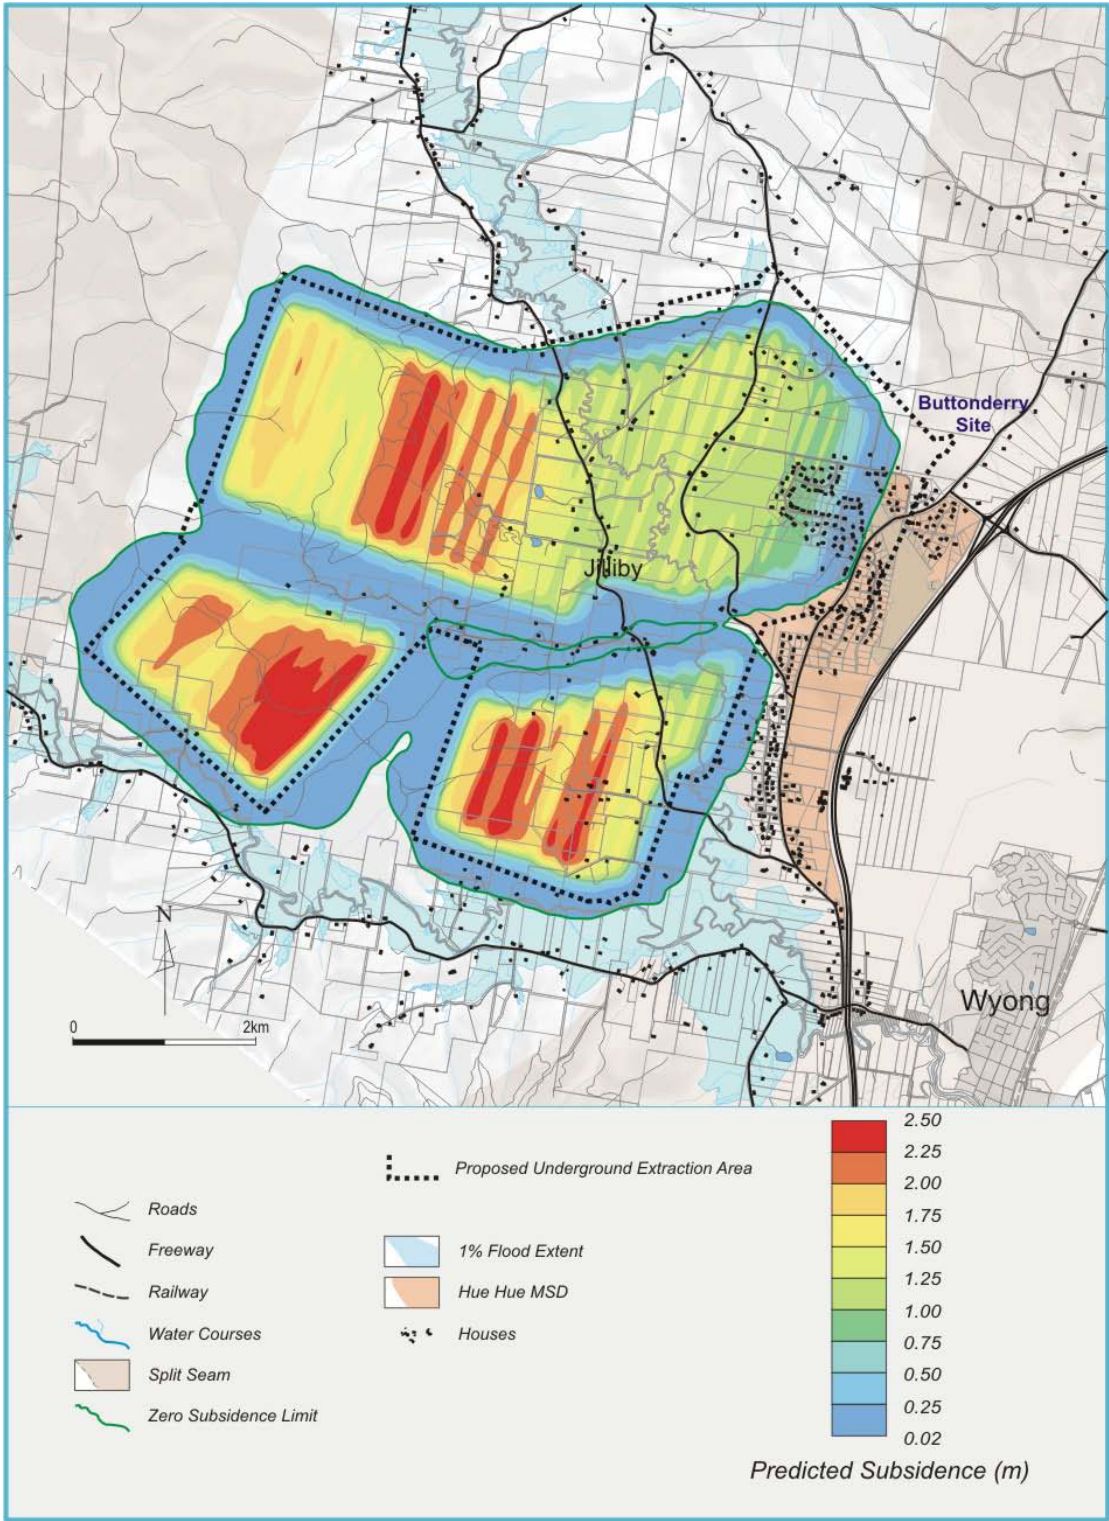 Buttonderry
Site
Jilliby
N
0 2km
Wyong
Proposed Underground Extraction Area
Roads
Freeway
Railway
Water Courses
Split Seam
Zero Subsidence Limit
1% Flood Extent
Hue Hue MSD
Houses
2.50
2.25
2.00
1.75
1.50
1.25
1.00
0.75
0.50
0.25
0.02
Predicted Subsidence (m)